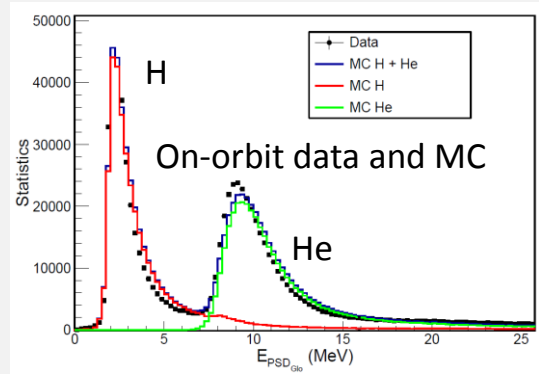 50000
40000
30000
20000
10000
0
Statistics
H
On-orbit data and MC
He
Data
MC H + He
MC H
MC He
0 5 10 15 20 25
E_PSD_Glo (MeV)